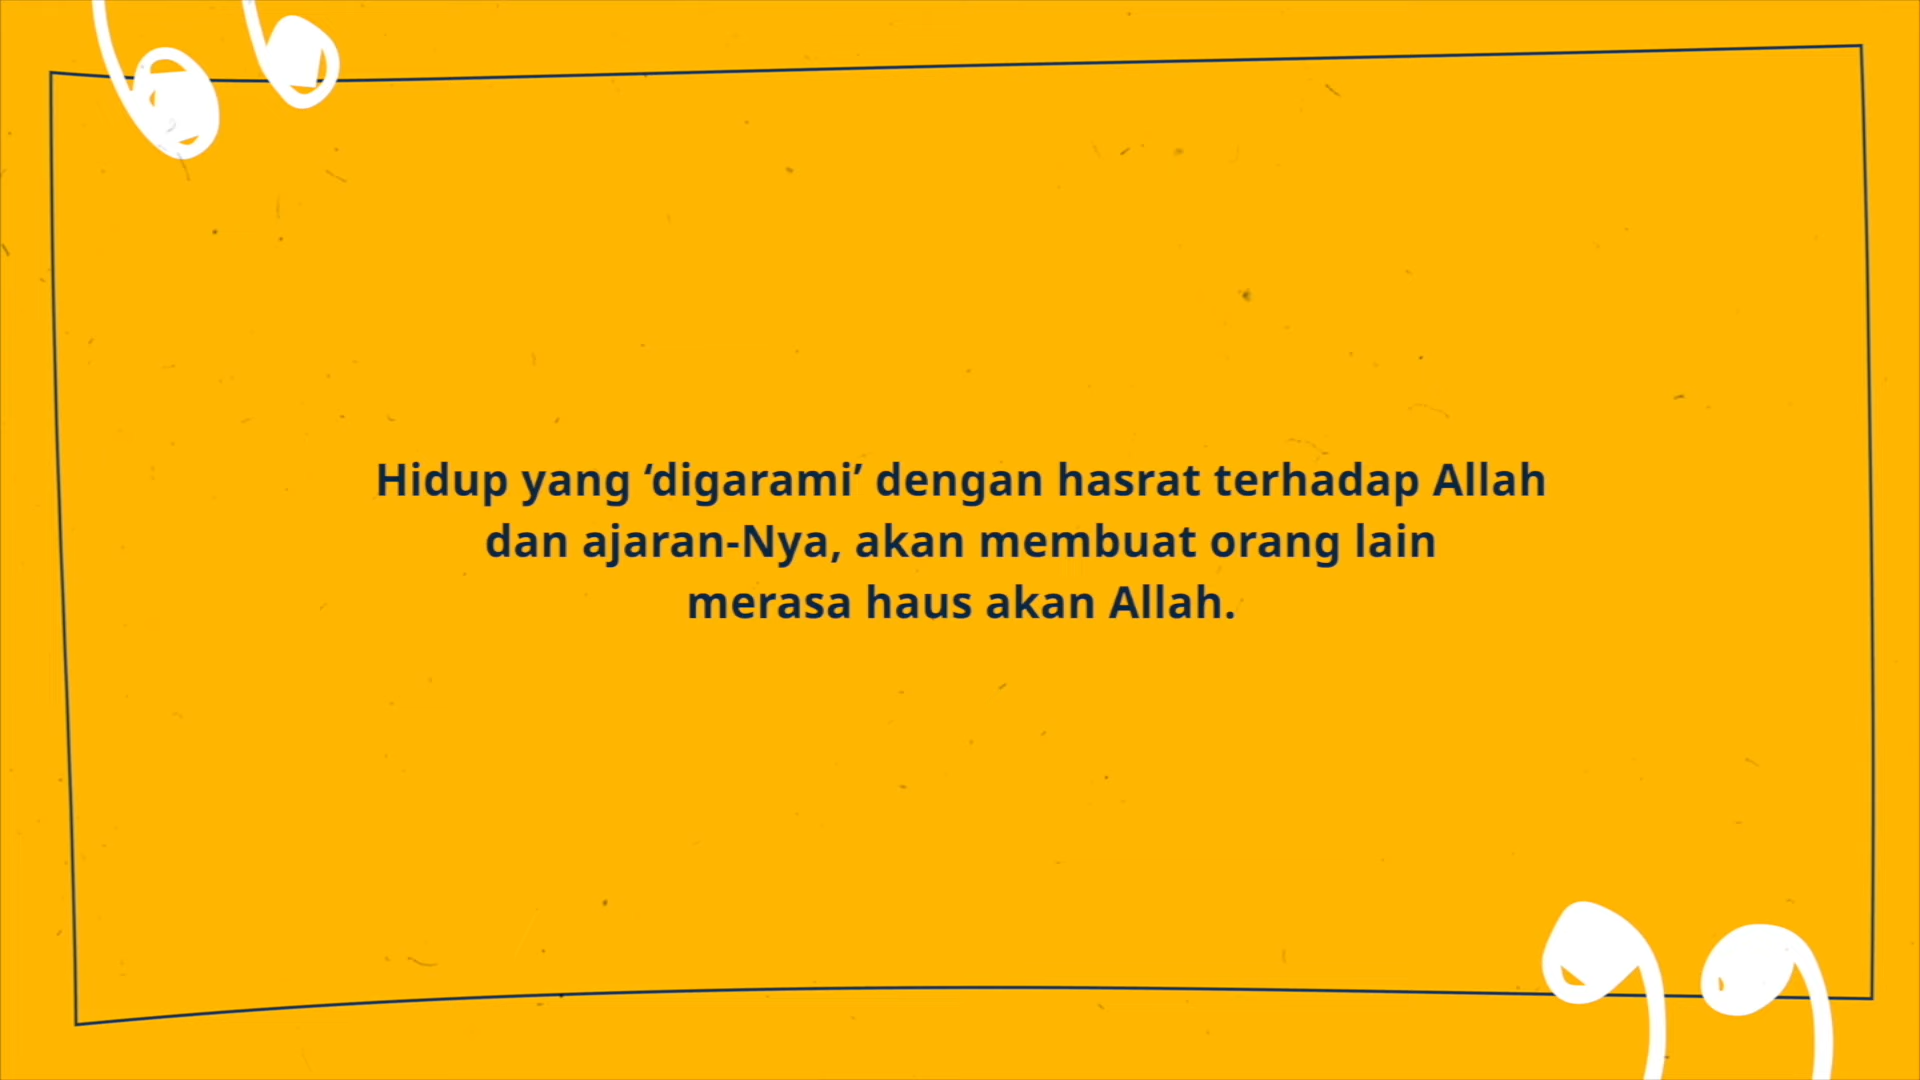 Hidup yang ‘digarami’ dengan hasrat terhadap Allah
dan ajaran-Nya, akan membuat orang lain
merasa haus akan Allah.